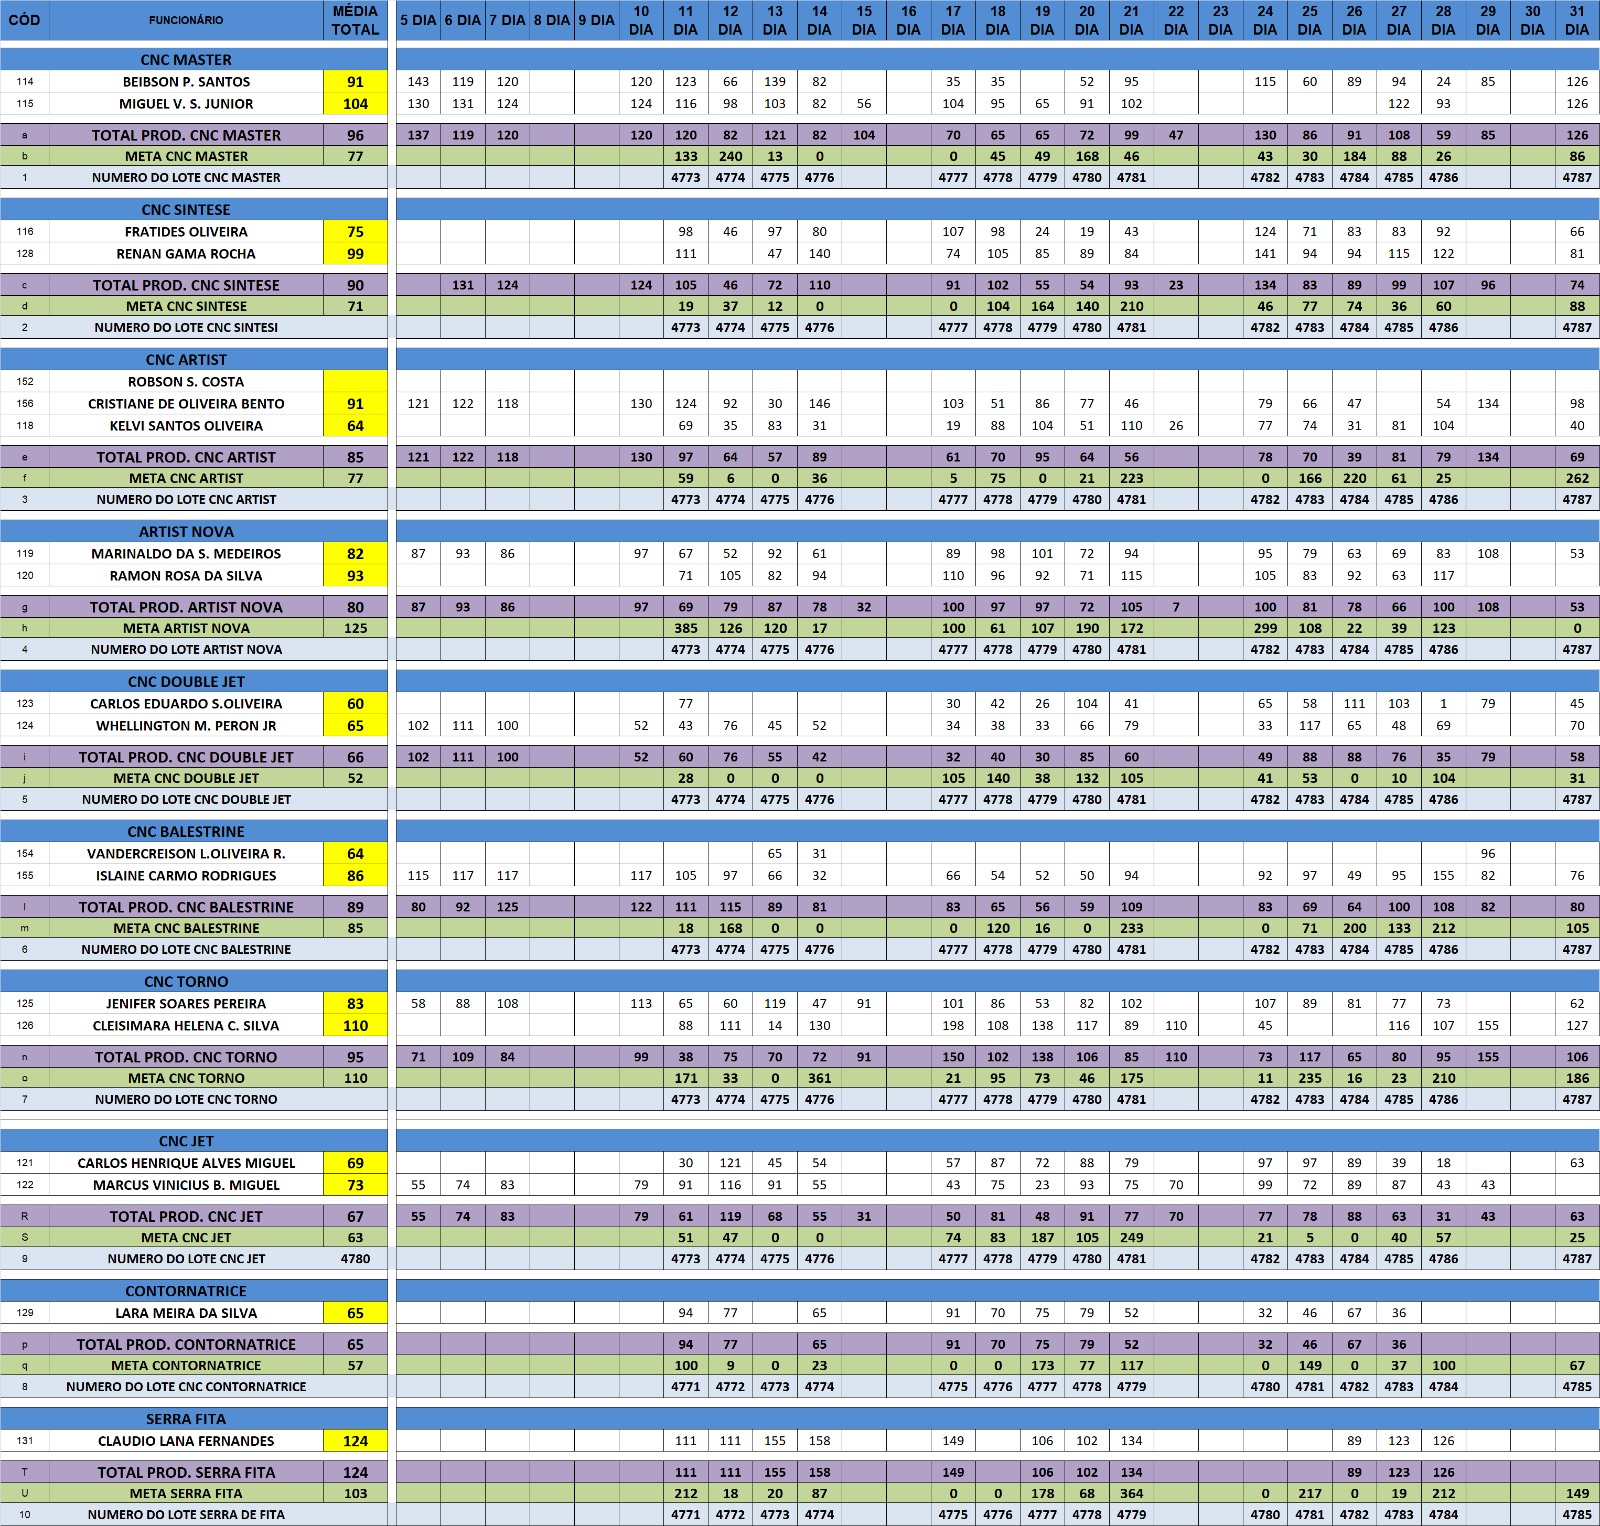 CÓD FUNCIONÁRIO MÉDIA TOTAL 5 DIA 6 DIA 7 DIA 8 DIA 9 DIA 10 DIA 11 DIA 12 DIA 13 DIA 14 DIA 15 DIA 16 DIA 17 DIA 18 DIA 19 DIA 20 DIA 21 DIA 22 DIA 23 DIA 24 DIA 25 DIA 26 DIA 27 DIA 28 DIA 29 DIA 30 DIA 31 DIA
CNC MASTER
114 BEIBSON P. SANTOS 91 143 119 120 120 123 66 139 82 35 35 52 95 115 60 89 94 24 85 126
115 MIGUEL V. S. JUNIOR 104 130 131 124 124 116 98 103 82 56 104 95 65 91 102 122 93 126
a TOTAL PROD. CNC MASTER 96 137 119 120 120 120 82 121 82 104 70 65 65 72 99 47 130 86 91 108 59 85 126
b META CNC MASTER 77 133 240 13 0 0 45 49 168 46 43 30 184 88 26 86
1 NUMERO DO LOTE CNC MASTER 4773 4774 4775 4776 4777 4778 4779 4780 4781 4782 4783 4784 4785 4786 4787
CNC SINTESE
116 FRATIDES OLIVEIRA 75 98 46 97 80 107 98 24 19 43 124 71 83 83 92 66
128 RENAN GAMA ROCHA 99 111 47 140 74 105 85 89 84 141 94 94 115 122 81
c TOTAL PROD. CNC SINTESE 90 131 124 124 105 46 72 110 91 102 55 54 93 23 134 83 89 99 107 96 74
d META CNC SINTESE 71 19 37 12 0 0 104 164 140 210 46 77 74 36 60 88
2 NUMERO DO LOTE CNC SINTESI 4773 4774 4775 4776 4777 4778 4779 4780 4781 4782 4783 4784 4785 4786 4787
CNC ARTIST
152 ROBSON S. COSTA
156 CRISTIANE DE OLIVEIRA BENTO 91 121 122 118 130 124 92 30 146 103 51 86 77 46 79 66 47 54 134 98
118 KELVI SANTOS OLIVEIRA 64 69 35 83 31 19 88 104 51 110 26 77 74 31 81 104 40
e TOTAL PROD. CNC ARTIST 85 121 122 118 130 97 64 57 89 61 70 95 64 56 78 70 39 81 79 134 69
f META CNC ARTIST 77 59 6 0 36 5 75 0 21 223 0 166 220 61 25 262
3 NUMERO DO LOTE CNC ARTIST 4773 4774 4775 4776 4777 4778 4779 4780 4781 4782 4783 4784 4785 4786 4787
ARTIST NOVA
119 MARINALDO DA S. MEDEIROS 82 87 93 86 97 67 52 92 61 89 98 101 72 94 95 79 63 69 83 108 53
120 RAMON ROSA DA SILVA 93 71 105 82 94 110 96 92 71 115 105 83 92 63 117
g TOTAL PROD. ARTIST NOVA 80 87 93 86 97 69 79 87 78 32 100 97 97 72 105 7 100 81 78 66 100 108 53
h META ARTIST NOVA 125 385 126 120 17 100 61 107 190 172 299 108 22 39 123 0
4 NUMERO DO LOTE ARTIST NOVA 4773 4774 4775 4776 4777 4778 4779 4780 4781 4782 4783 4784 4785 4786 4787
CNC DOUBLE JET
123 CARLOS EDUARDO S.OLIVEIRA 60 77 30 42 26 104 41 65 58 111 103 1 79 45
124 WHELLINGTON M. PERON JR 65 102 111 100 52 43 76 45 52 34 38 33 66 79 33 117 65 48 69 70
i TOTAL PROD. CNC DOUBLE JET 66 102 111 100 52 60 76 55 42 32 40 30 85 60 49 88 88 76 35 79 58
j META CNC DOUBLE JET 52 28 0 0 0 105 140 38 132 105 41 53 0 10 104 31
5 NUMERO DO LOTE CNC DOUBLE JET 4773 4774 4775 4776 4777 4778 4779 4780 4781 4782 4783 4784 4785 4786 4787
CNC BALESTRINE
154 VANDERCREISON L.OLIVEIRA R. 64 65 31 96
155 ISLAINE CARMO RODRIGUES 86 115 117 117 117 105 97 66 32 66 54 52 50 94 92 97 49 95 155 82 76
l TOTAL PROD. CNC BALESTRINE 89 80 92 125 122 111 115 89 81 83 65 56 59 109 83 69 64 100 108 82 80
m META CNC BALESTRINE 85 18 168 0 0 0 120 16 0 233 0 71 200 133 212 105
6 NUMERO DO LOTE CNC BALESTRINE 4773 4774 4775 4776 4777 4778 4779 4780 4781 4782 4783 4784 4785 4786 4787
CNC TORNO
125 JENIFER SOARES PEREIRA 83 58 88 108 113 65 60 119 47 91 101 86 53 82 102 107 89 81 77 73 62
126 CLEISIMARA HELENA C. SILVA 110 88 111 14 130 198 108 138 117 89 110 45 116 107 155 127
n TOTAL PROD. CNC TORNO 95 71 109 84 99 38 75 70 72 91 150 102 138 106 85 110 73 117 65 80 95 155 106
o META CNC TORNO 110 171 33 0 361 21 95 73 46 175 11 235 16 23 210 186
7 NUMERO DO LOTE CNC TORNO 4773 4774 4775 4776 4777 4778 4779 4780 4781 4782 4783 4784 4785 4786 4787
CNC JET
121 CARLOS HENRIQUE ALVES MIGUEL 69 30 121 45 54 57 87 72 88 79 97 97 89 39 18 63
122 MARCUS VINICIUS B. MIGUEL 73 55 74 83 79 91 116 91 55 43 75 23 93 75 70 99 72 89 87 43 43
R TOTAL PROD. CNC JET 67 55 74 83 79 61 119 68 55 31 50 81 48 91 77 70 77 78 88 63 31 43 63
S META CNC JET 63 51 47 0 0 74 83 187 105 249 21 5 0 40 57 25
9 NUMERO DO LOTE CNC JET 4780 4773 4774 4775 4776 4777 4778 4779 4780 4781 4782 4783 4784 4785 4786 4787
CONTORNATRICE
129 LARA MEIRA DA SILVA 65 94 77 65 91 70 75 79 52 32 46 67 36
p TOTAL PROD. CONTORNATRICE 65 94 77 65 91 70 75 79 52 32 46 67 36
q META CONTORNATRICE 57 100 9 0 23 0 0 173 77 117 0 149 0 37 100 67
8 NUMERO DO LOTE CNC CONTORNATRICE 4771 4772 4773 4774 4775 4776 4777 4778 4779 4780 4781 4782 4783 4784 4785
SERRA FITA
131 CLAUDIO LANA FERNANDES 124 111 111 155 158 149 106 102 134 89 123 126
T TOTAL PROD. SERRA FITA 124 111 111 155 158 149 106 102 134 89 123 126
U META SERRA FITA 103 212 18 20 87 0 0 178 68 364 0 217 0 19 212 149
10 NUMERO DO LOTE SERRA DE FITA 4771 4772 4773 4774 4775 4776 4777 4778 4779 4780 4781 4782 4783 4784 4785